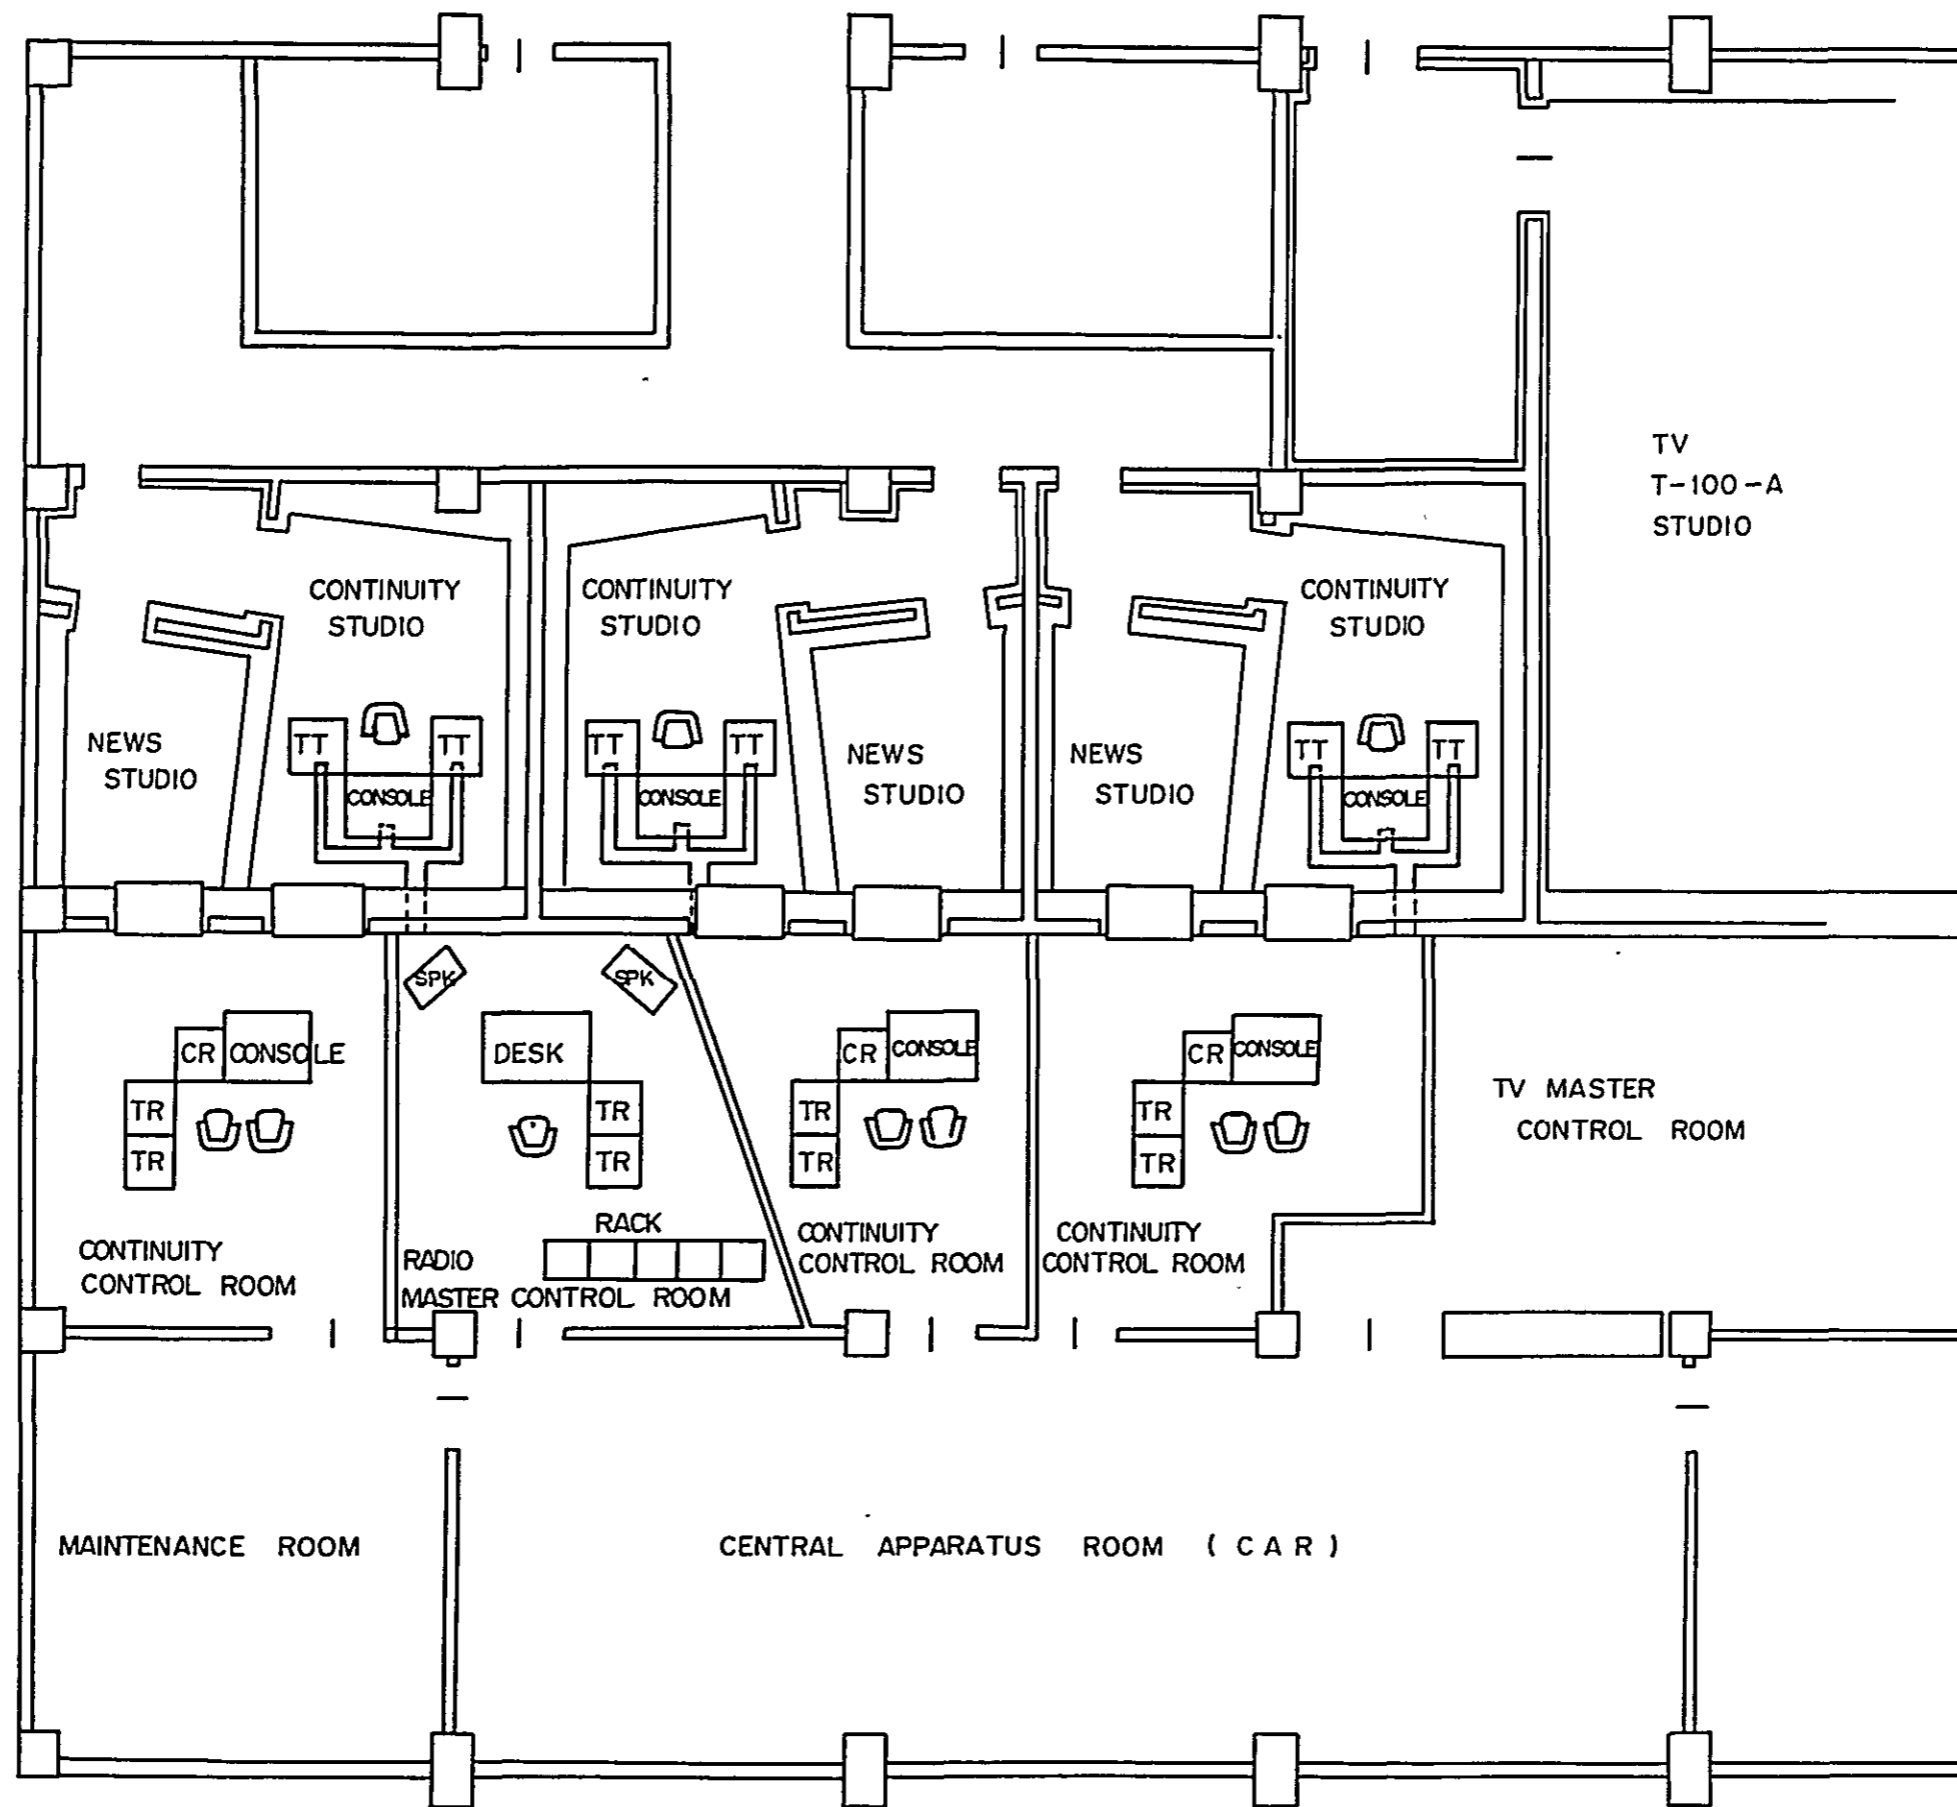 TV
T-100-A
STUDIO
CONTINUITY
STUDIO
CONTINUITY
STUDIO
CONTINUITY
STUDIO
NEWS
STUDIO
TT
TT
CONSOLE
TT
TT
CONSOLE
NEWS
STUDIO
NEWS
STUDIO
TT
TT
CONSOLE
SPK
SPK
CR
CONSOLE
TR
TR
DESK
TR
TR
CR
CONSOLE
TR
TR
CR
CONSOLE
TR
TR
TV MASTER
CONTROL ROOM
CONTINUITY
CONTROL ROOM
RACK
RADIO
MASTER CONTROL ROOM
CONTINUITY
CONTROL ROOM
CONTINUITY
CONTROL ROOM
MAINTENANCE ROOM
CENTRAL APPARATUS ROOM (CAR)